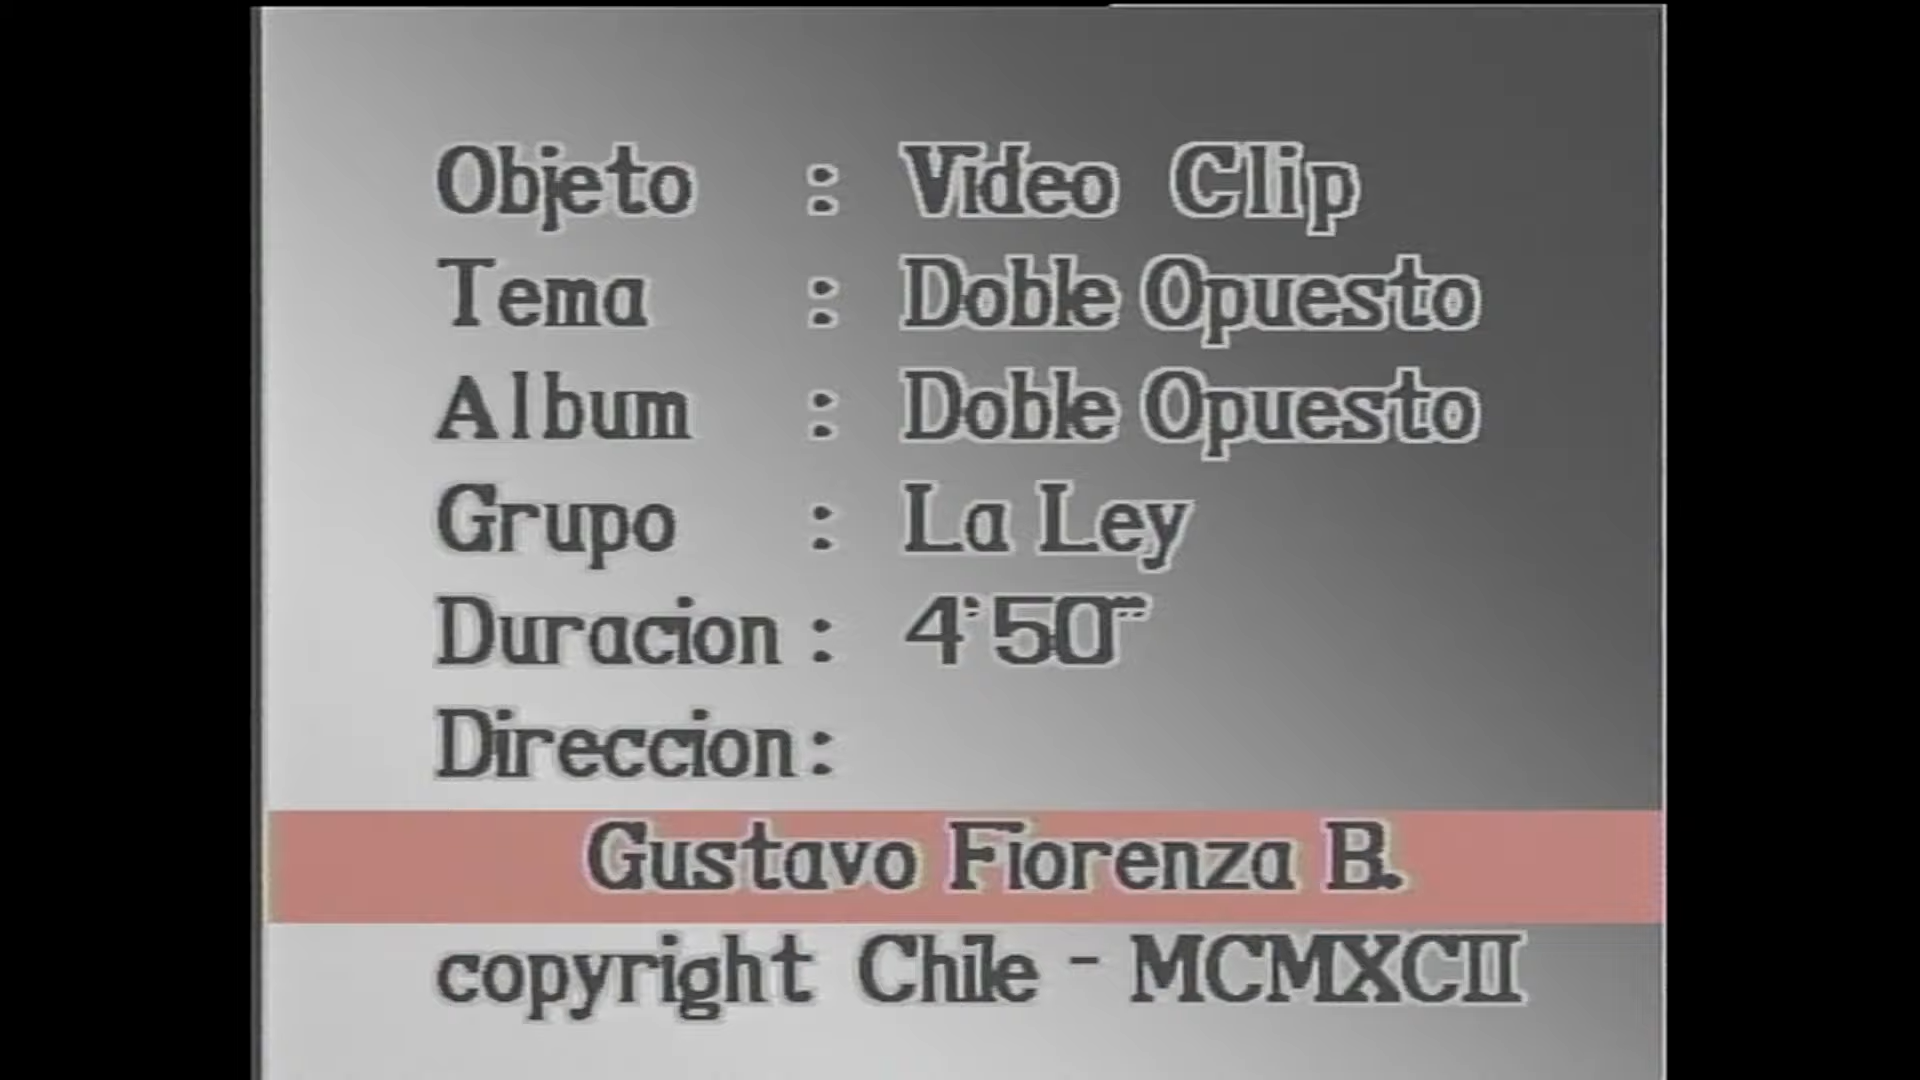 Objeto : Video Clip
Tema : Doble Opuesto
Album : Doble Opuesto
Grupo : La Ley
Duracion : 4'50"
Direccion:
Gustavo Fiorenza B.
copyright Chile - MCMXCII